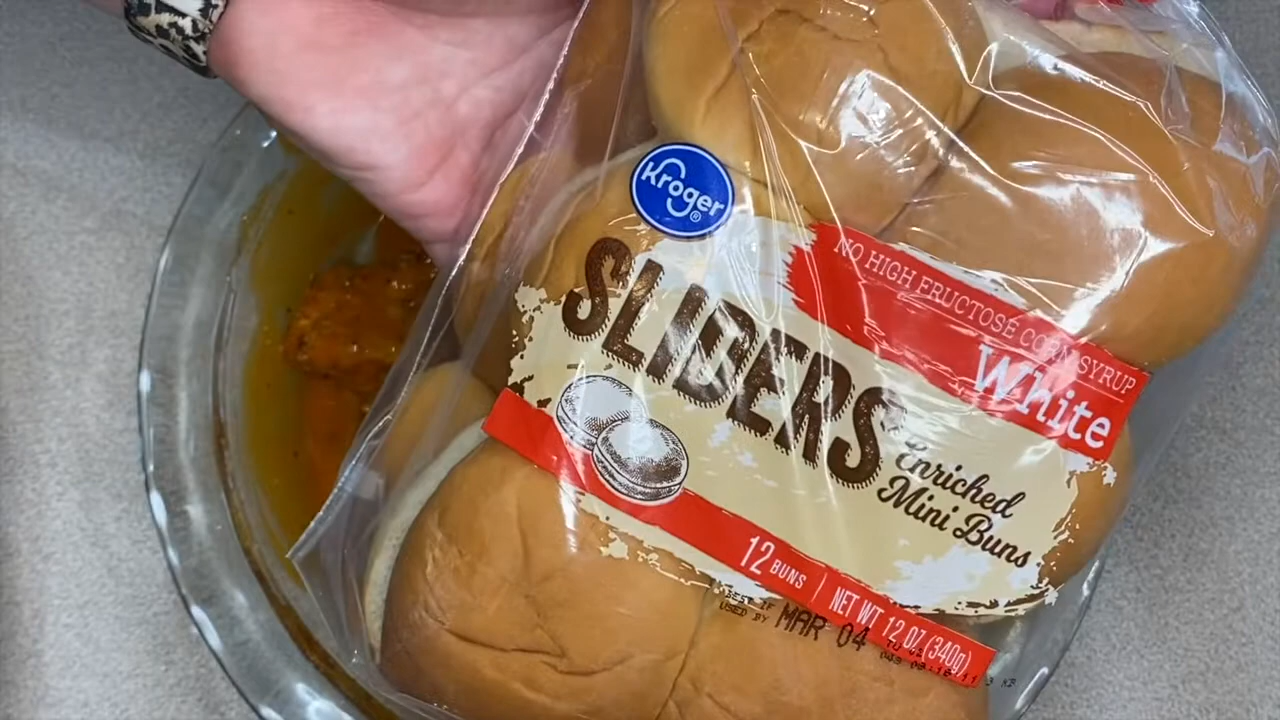 Kroger®
SLIDERS
NO HIGH FRUCTOSE CORN SYRUP
White
Enriched
Mini Buns
12 BUNS | NET WT 12 OZ (340g)
BEST IF
USED BY MAR 04